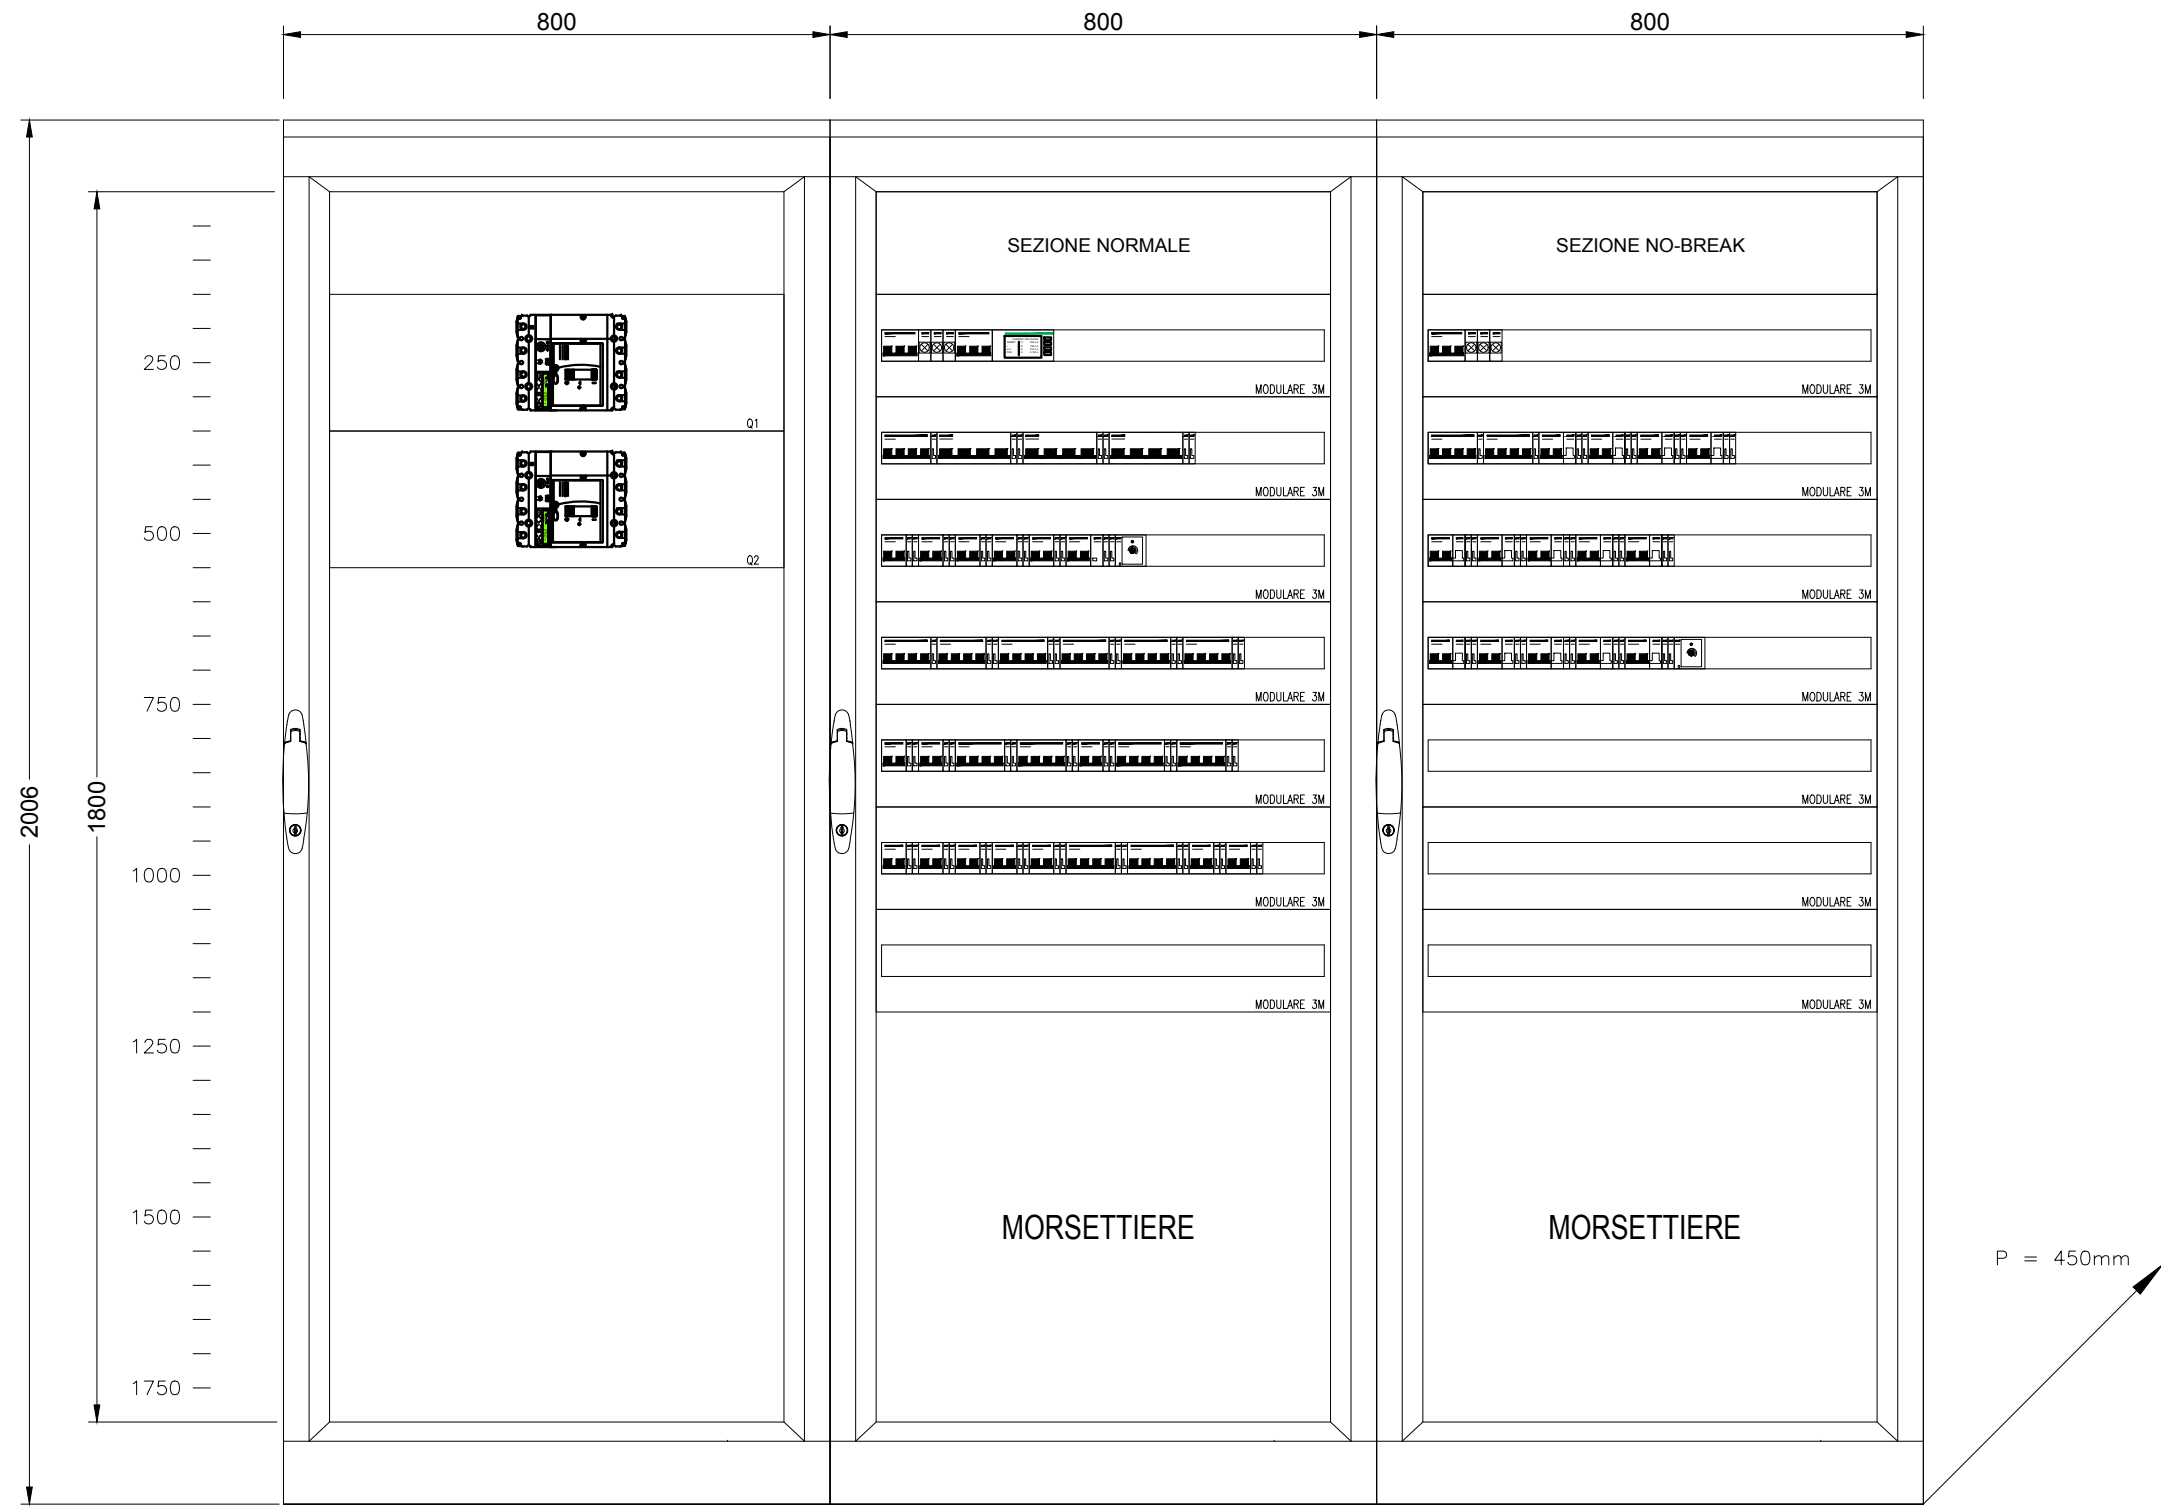 800
800
800
SEZIONE NORMALE
SEZIONE NO-BREAK
250
MODULARE 3M
MODULARE 3M
Q1
MODULARE 3M
MODULARE 3M
500
Q2
MODULARE 3M
MODULARE 3M
MODULARE 3M
MODULARE 3M
750
2006
1800
MODULARE 3M
MODULARE 3M
1000
MODULARE 3M
MODULARE 3M
MODULARE 3M
MODULARE 3M
1250
1500
MORSETTIERE
MORSETTIERE
P = 450mm
1750